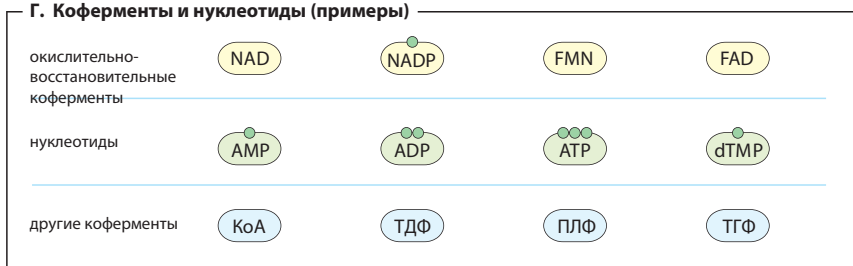 Г. Коферменты и нуклеотиды (примеры)
окислительно-
восстановительные
коферменты
NAD NADP FMN FAD
нуклеотиды AMP ADP ATP dTMP
другие коферменты КоА ТДФ ПЛФ ТГФ